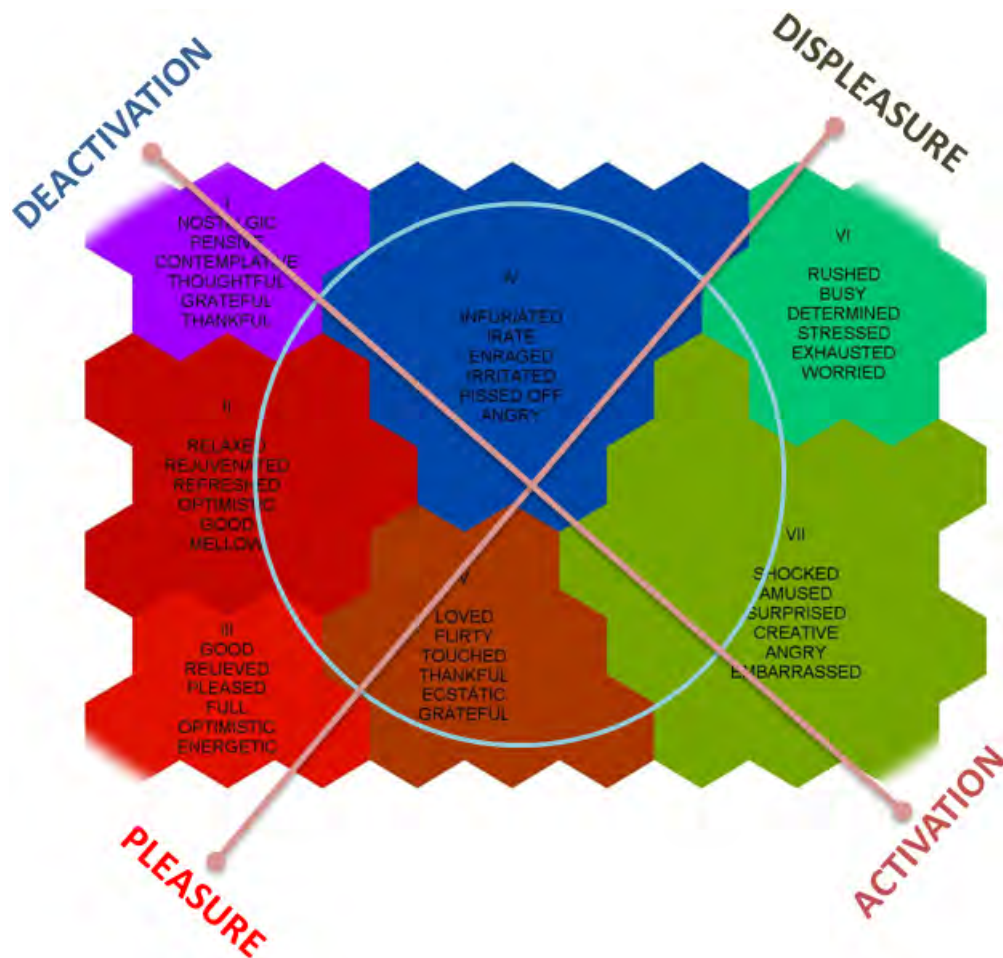 DEACTIVATION
DISPLEASURE
I
NOSTALGIC
PENSIVE
CONTEMPLATIVE
THOUGHTFUL
GRATEFUL
THANKFUL
IV
INFURIATED
IRATE
ENRAGED
IRRITATED
PISSED OFF
ANGRY
VI
RUSHED
BUSY
DETERMINED
STRESSED
EXHAUSTED
WORRIED
II
RELAXED
REJUVENATED
REFRESHED
OPTIMISTIC
GOOD
MELLOW
VII
SHOCKED
AMUSED
SURPRISED
CREATIVE
ANGRY
EMBARRASSED
III
GOOD
RELIEVED
PLEASED
FULL
OPTIMISTIC
ENERGETIC
V
LOVED
FLIRTY
TOUCHED
THANKFUL
ECSTATIC
GRATEFUL
PLEASURE
ACTIVATION